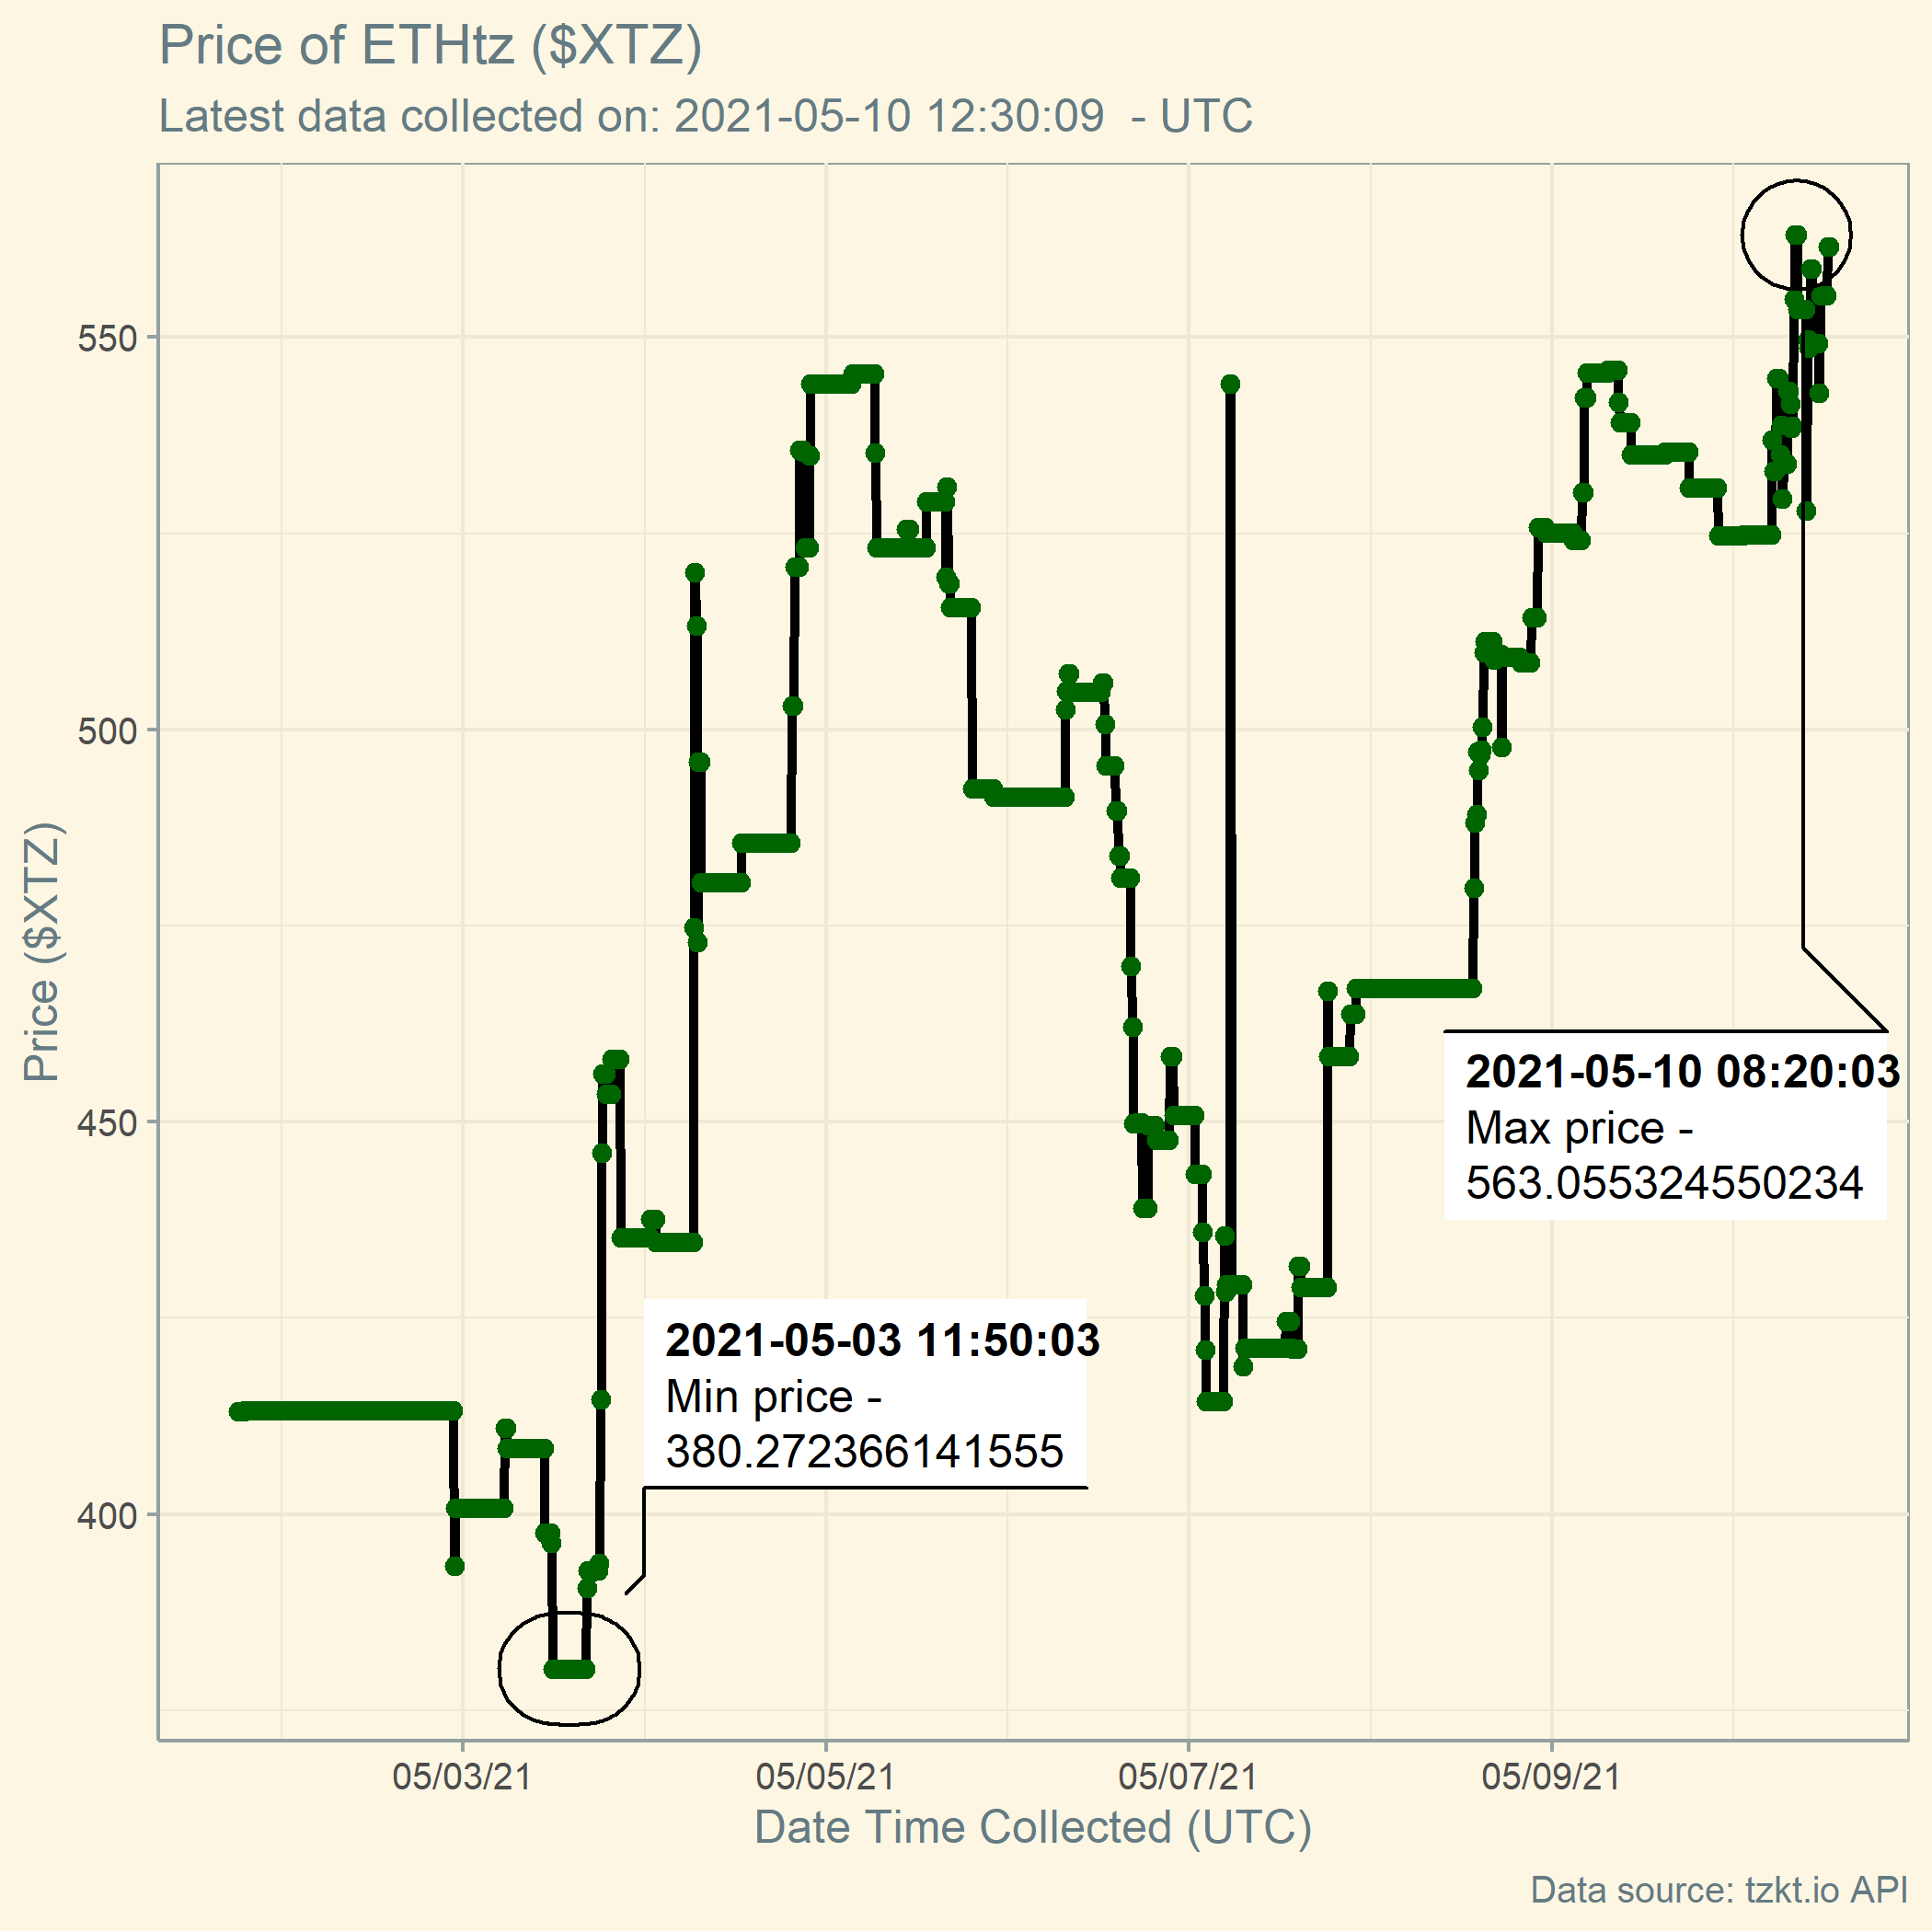 Price of ETHtz ($XTZ)
Latest data collected on: 2021-05-10 12:30:09  - UTC
Price ($XTZ)
550
500
450
400
2021-05-10 08:20:03
Max price -
563.055324550234
2021-05-03 11:50:03
Min price -
380.272366141555
05/03/21
05/05/21
05/07/21
05/09/21
Date Time Collected (UTC)
Data source: tzkt.io API